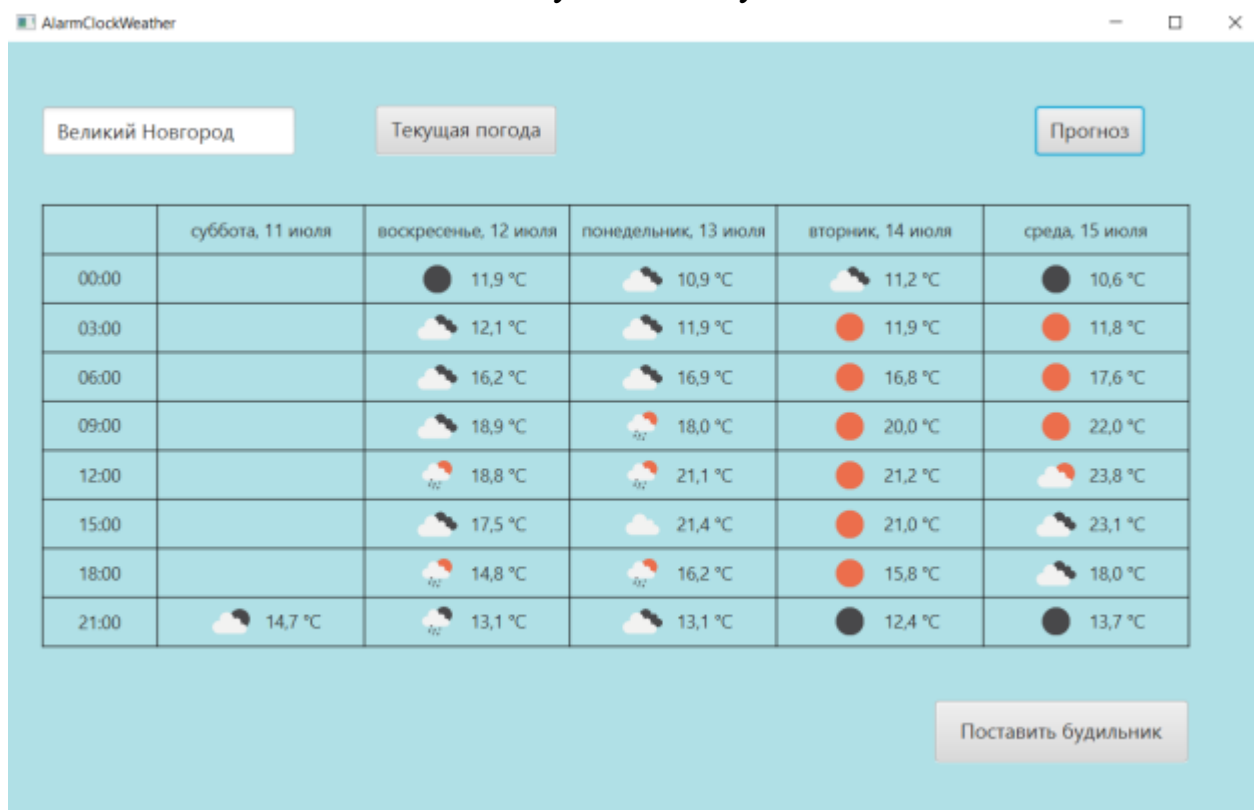 AlarmClockWeather
Великий Новгород Текущая погода Прогноз
суббота, 11 июля воскресенье, 12 июля понедельник, 13 июля вторник, 14 июля среда, 15 июля
00:00 11,9 °C 10,9 °C 11,2 °C 10,6 °C
03:00 12,1 °C 11,9 °C 11,9 °C 11,8 °C
06:00 16,2 °C 16,9 °C 16,8 °C 17,6 °C
09:00 18,9 °C 18,0 °C 20,0 °C 22,0 °C
12:00 18,8 °C 21,1 °C 21,2 °C 23,8 °C
15:00 17,5 °C 21,4 °C 21,0 °C 23,1 °C
18:00 14,8 °C 16,2 °C 15,8 °C 18,0 °C
21:00 14,7 °C 13,1 °C 13,1 °C 12,4 °C 13,7 °C
Поставить будильник